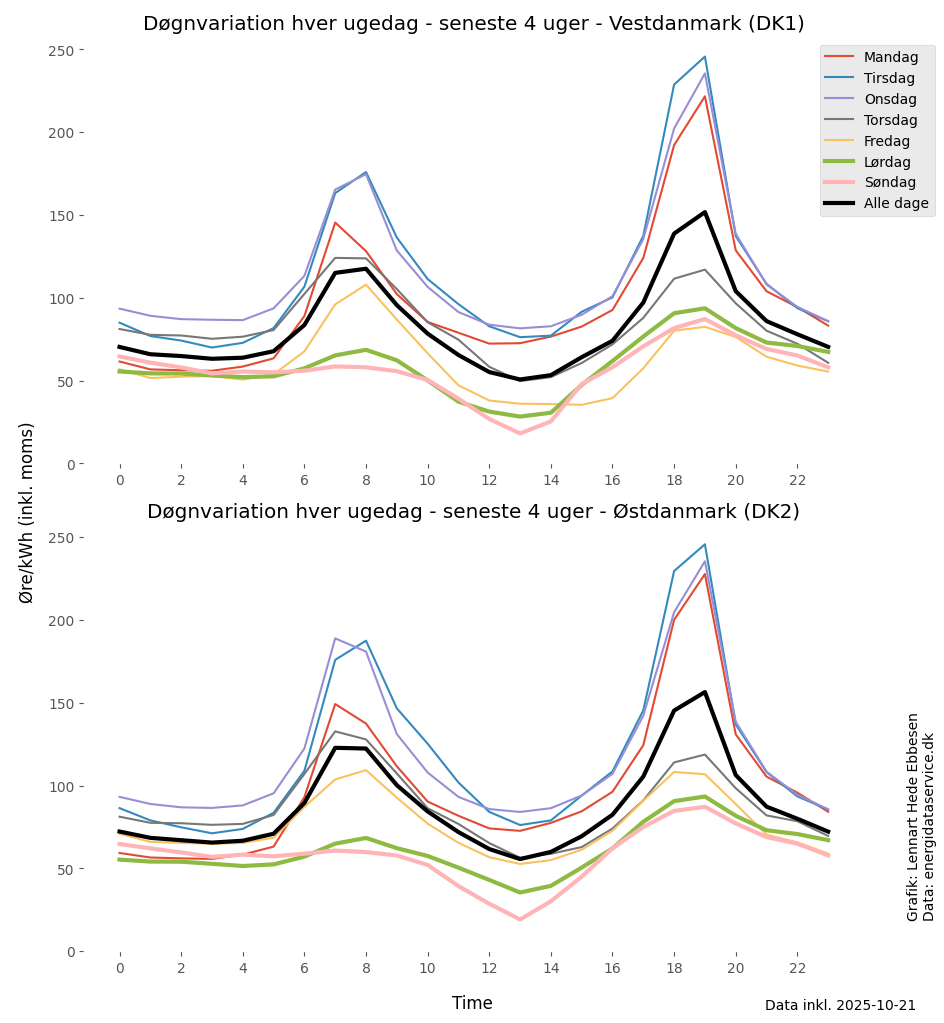 Døgnvariation hver ugedag - seneste 4 uger - Vestdanmark (DK1)
250
200
150
100
50
0
0 2 4 6 8 10 12 14 16 18 20 22
Mandag
Tirsdag
Onsdag
Torsdag
Fredag
Lørdag
Søndag
Alle dage
Øre/kWh (inkl. moms)
Døgnvariation hver ugedag - seneste 4 uger - Østdanmark (DK2)
250
200
150
100
50
0
0 2 4 6 8 10 12 14 16 18 20 22
Time
Grafik: Lennart Hede Ebbesen
Data: energidataservice.dk
Data inkl. 2025-10-21